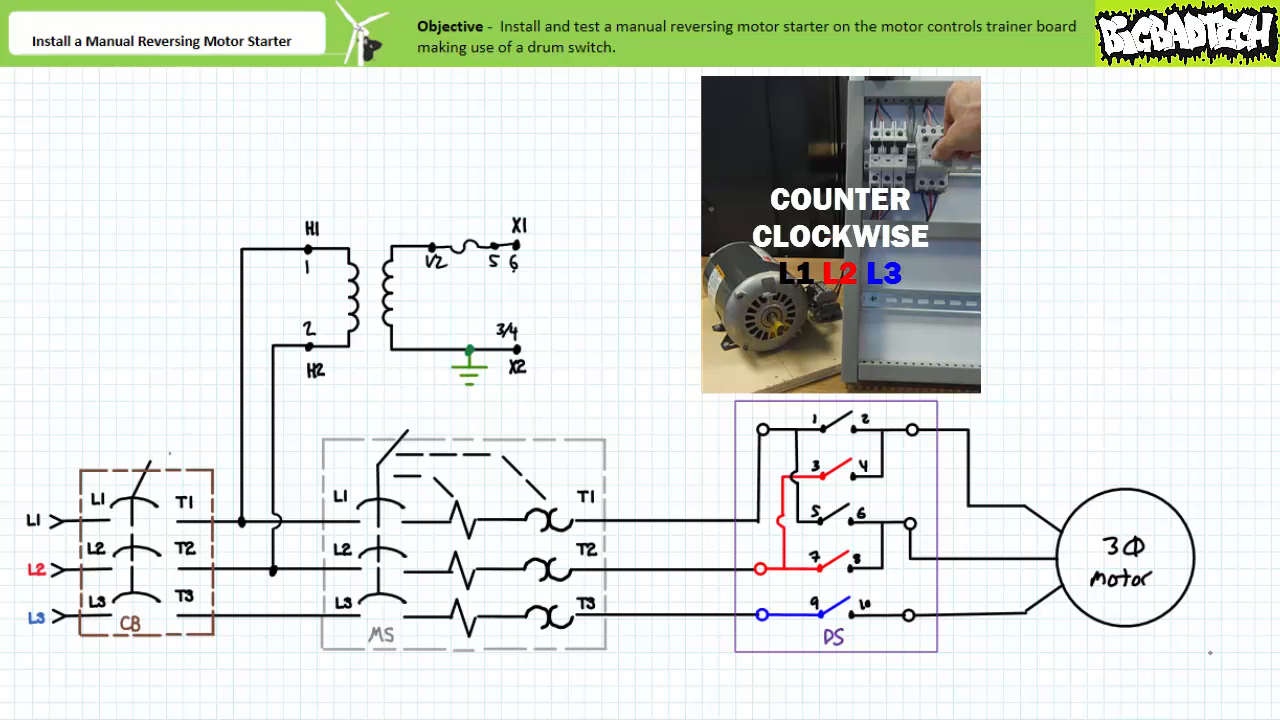 Install a Manual Reversing Motor Starter
Objective - Install and test a manual reversing motor starter on the motor controls trainer board
making use of a drum switch.
BIGBADTECH
COUNTER
CLOCKWISE
L1 L2 L3
H1
1
2
H2
X1
V2
5
6
3/4
X2
L1
L2
L3
L1
T1
L2
T2
L3
T3
CB
L1
T1
L2
T2
L3
T3
MS
1
2
3
4
5
6
7
8
9
10
DS
3Φ
motor